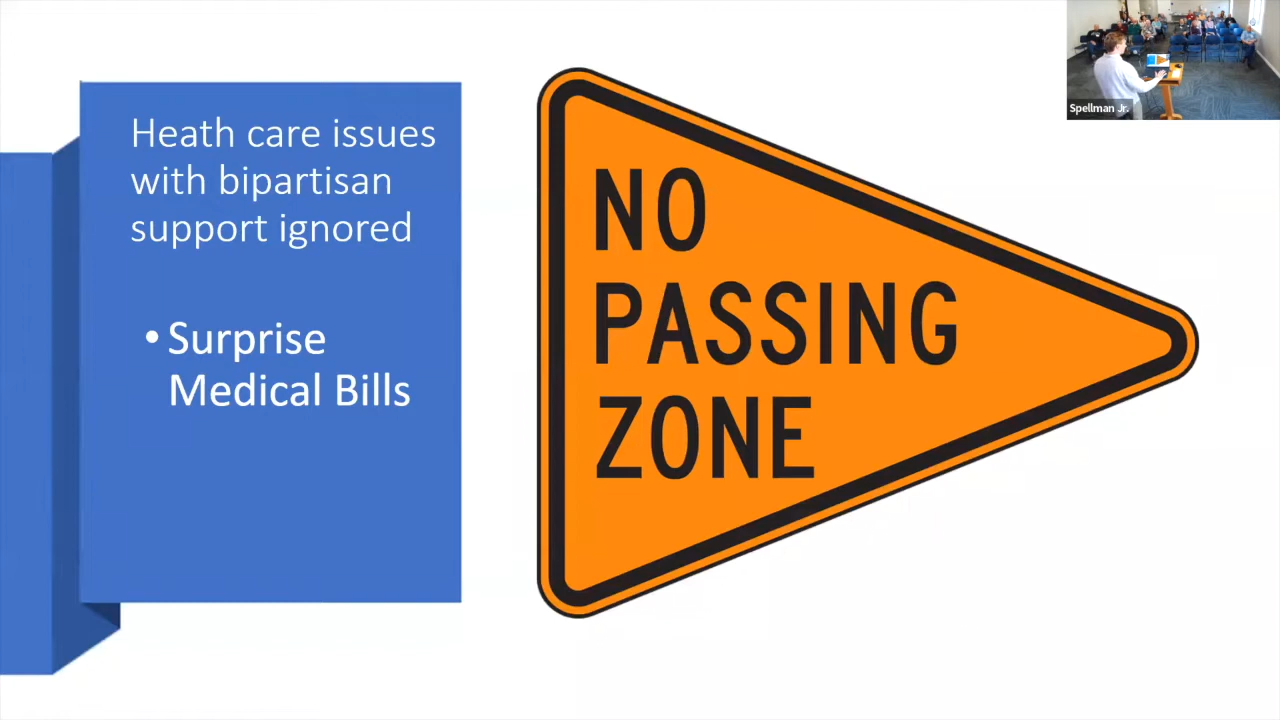 Heath care issues
with bipartisan
support ignored
• Surprise
Medical Bills
NO
PASSING
ZONE
Spellman Jr.